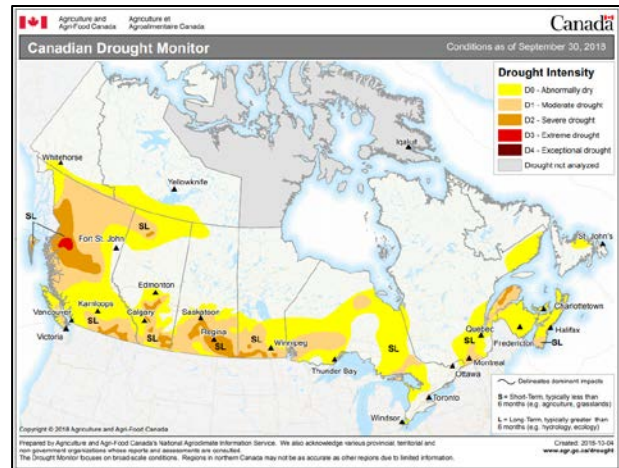 Agriculture and Agri-Food Canada
Agriculture et Agroalimentaire Canada
Canada
Canadian Drought Monitor
Conditions as of September 30, 2018
Drought Intensity
D0 - Abnormally dry
D1 - Moderate drought
D2 - Severe drought
D3 - Extreme drought
D4 - Exceptional drought
Drought not analyzed
Iqaluit
Whitehorse
Yellowknife
SL
Fort St. John
SL
St. John's
Edmonton
Kamloops
Calgary
Saskatoon
Charlottetown
Vancouver
SL
SL
Regina
SL
SL
Winnipeg
SL
SL
Quebec
Halifax
Victoria
Fredericton
SL
Thunder Bay
Montreal
Ottawa
Toronto
Windsor
Delineates dominant impacts
S = Short-Term, typically less than
6 months (e.g. agriculture, grasslands)
L = Long-Term, typically greater than
6 months (e.g. hydrology, ecology)
Copyright © 2018 Agriculture and Agri-Food Canada
Prepared by Agriculture and Agri-Food Canada's National Agroclimate Information Service. We also acknowledge various provincial, territorial and
non government organizations whose reports and assessments are consulted.
The Drought Monitor focuses on broad-scale conditions. Regions in northern Canada may not be as accurate as other regions due to limited information.
Created: 2018-10-04
www.agr.gc.ca/drought